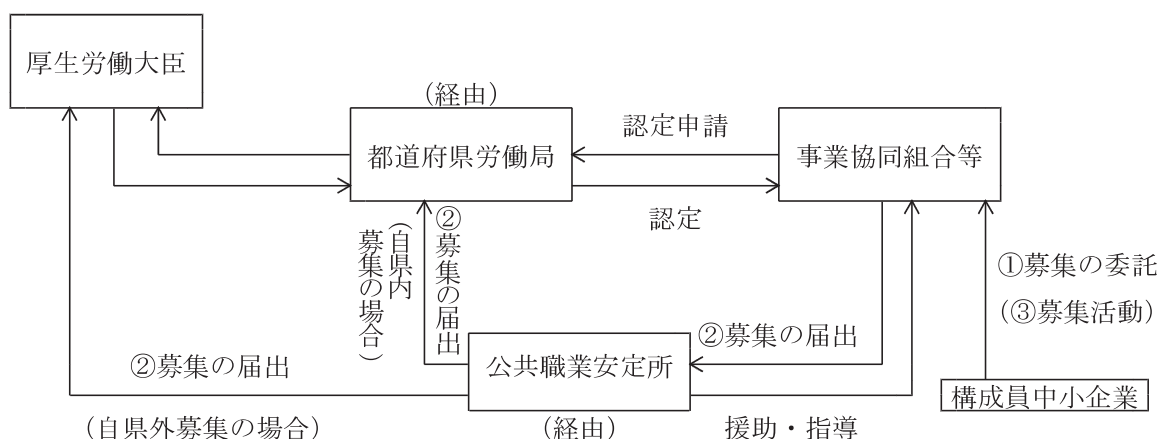 厚生労働大臣
(経由)
都道府県労働局
認定申請
事業協同組合等
認定
②募集の届出
(自県内
募集の場合)
①募集の委託
(③募集活動)
②募集の届出
②募集の届出
公共職業安定所
構成員中小企業
(自県外募集の場合)
(経由)
援助・指導